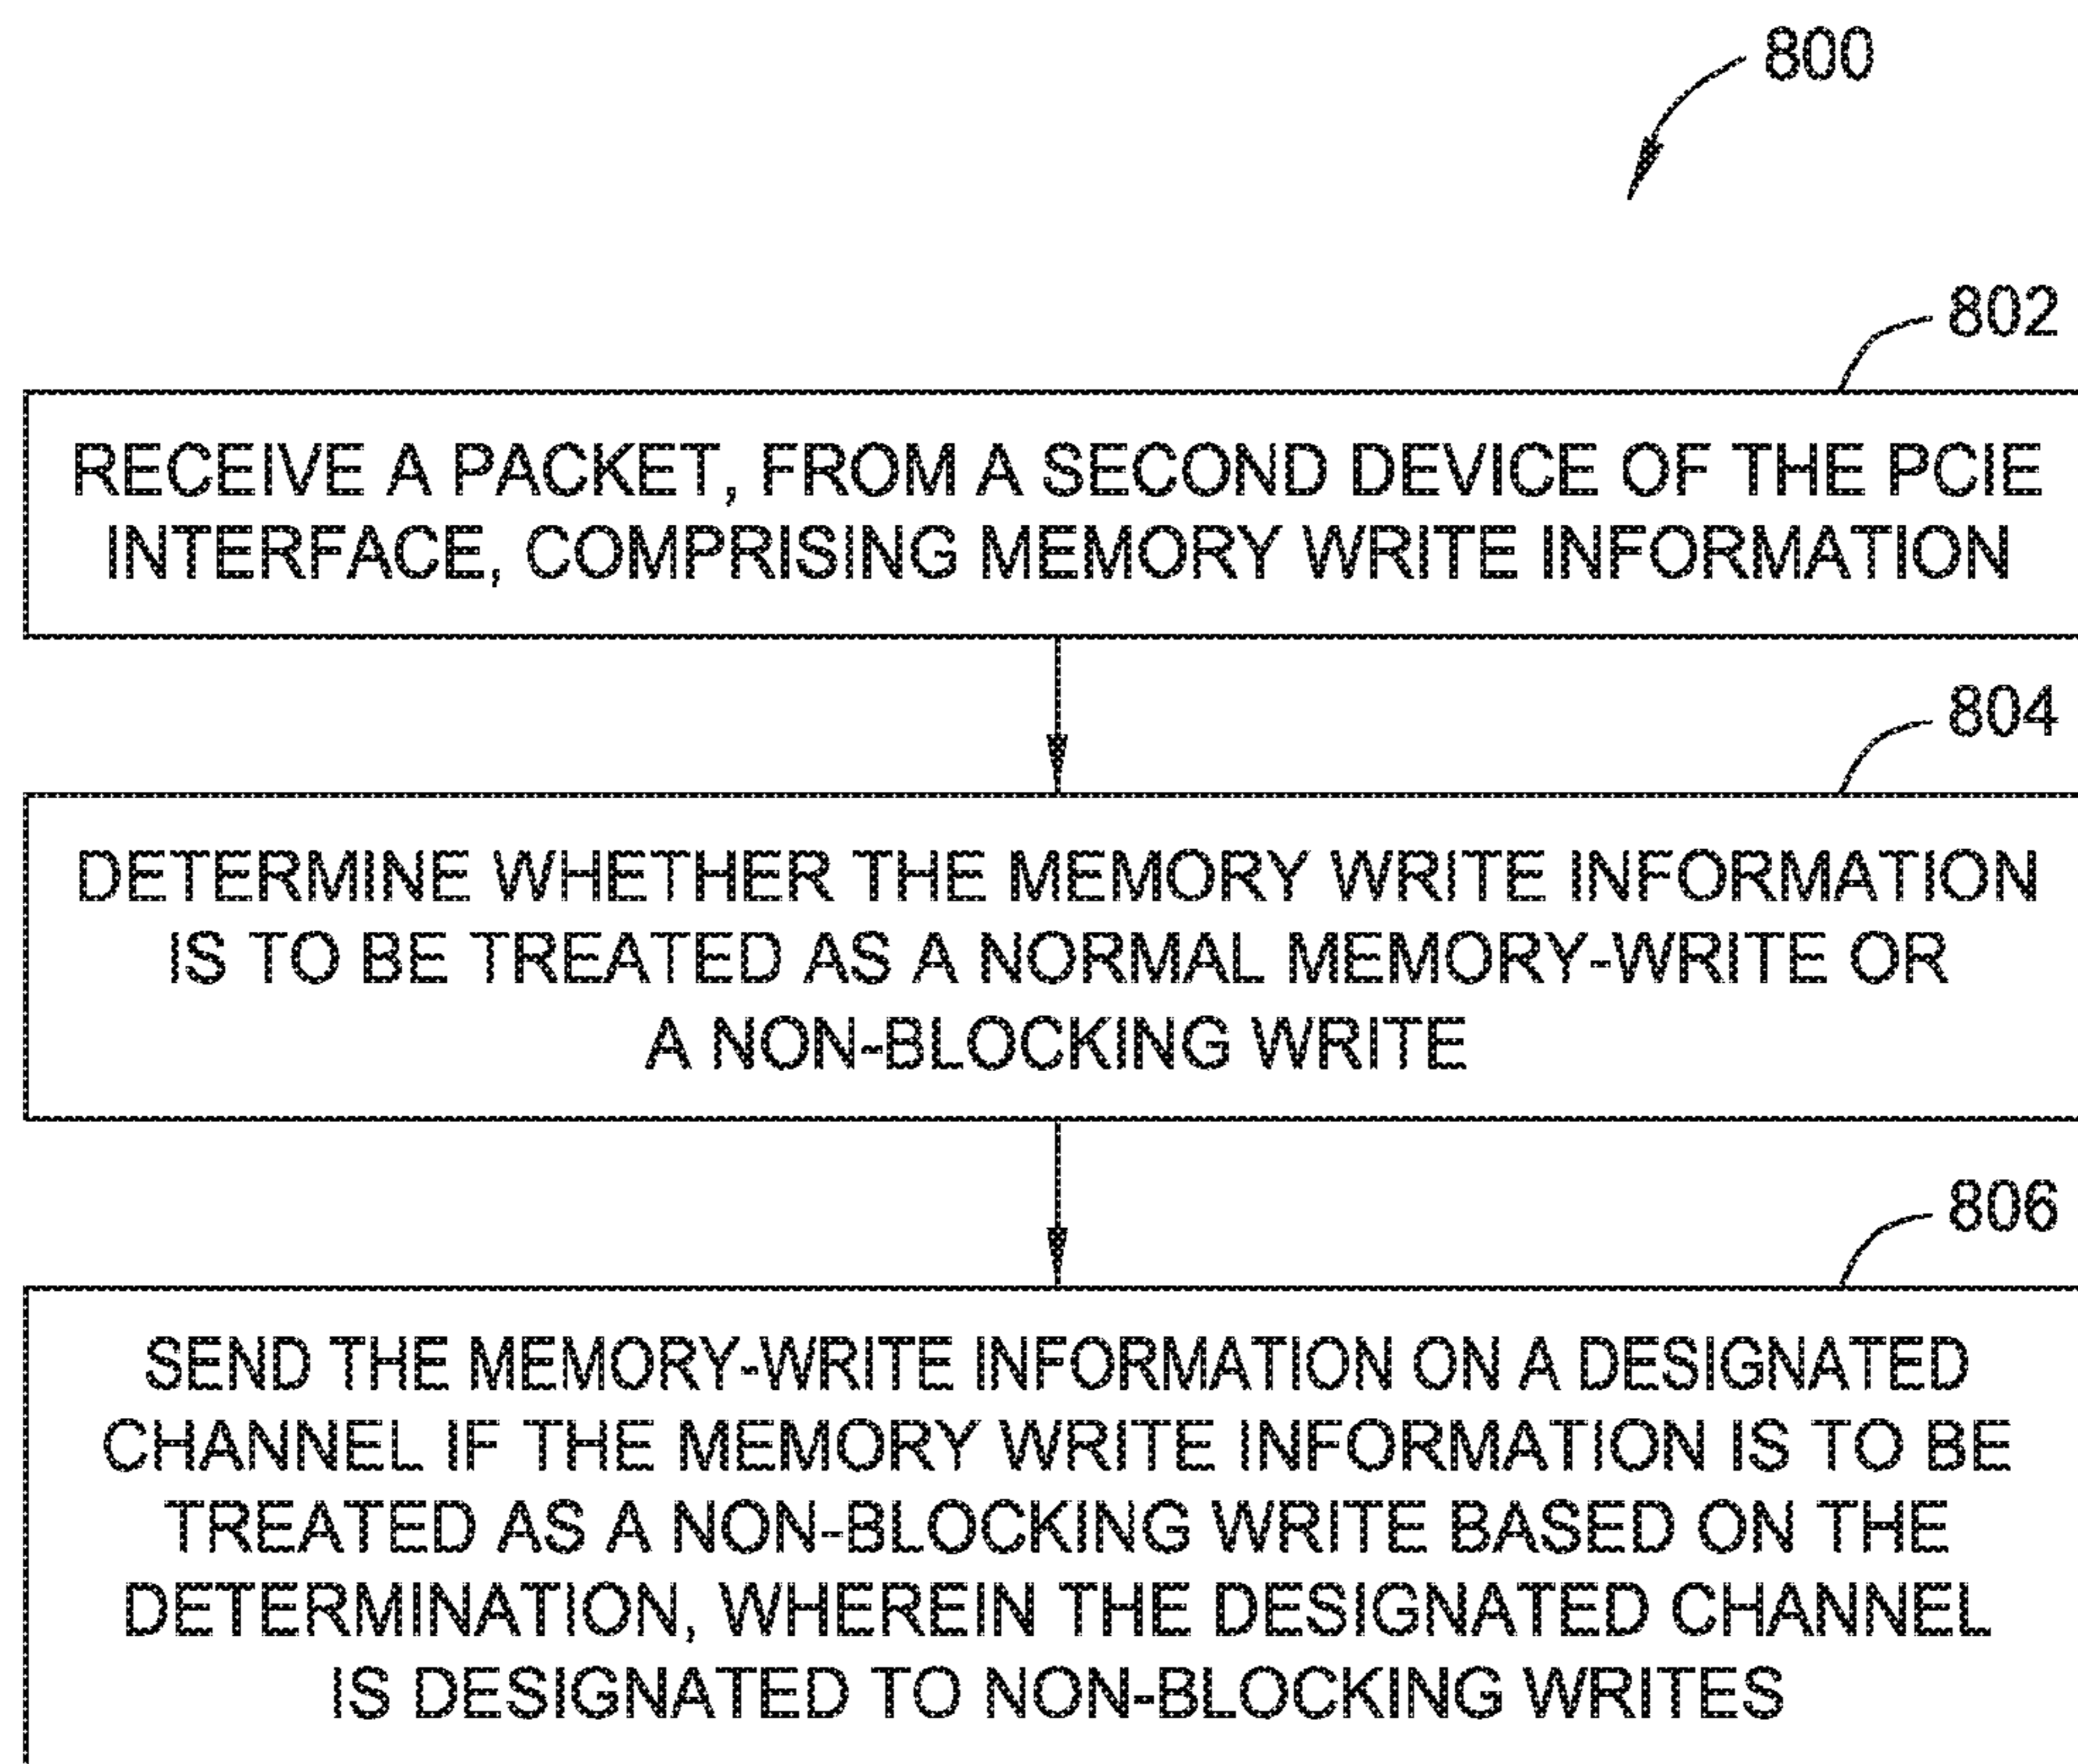 800
802
RECEIVE A PACKET, FROM A SECOND DEVICE OF THE PCIE
INTERFACE, COMPRISING MEMORY WRITE INFORMATION
804
DETERMINE WHETHER THE MEMORY WRITE INFORMATION
IS TO BE TREATED AS A NORMAL MEMORY-WRITE OR
A NON-BLOCKING WRITE
806
SEND THE MEMORY-WRITE INFORMATION ON A DESIGNATED
CHANNEL IF THE MEMORY WRITE INFORMATION IS TO BE
TREATED AS A NON-BLOCKING WRITE BASED ON THE
DETERMINATION, WHEREIN THE DESIGNATED CHANNEL
IS DESIGNATED TO NON-BLOCKING WRITES